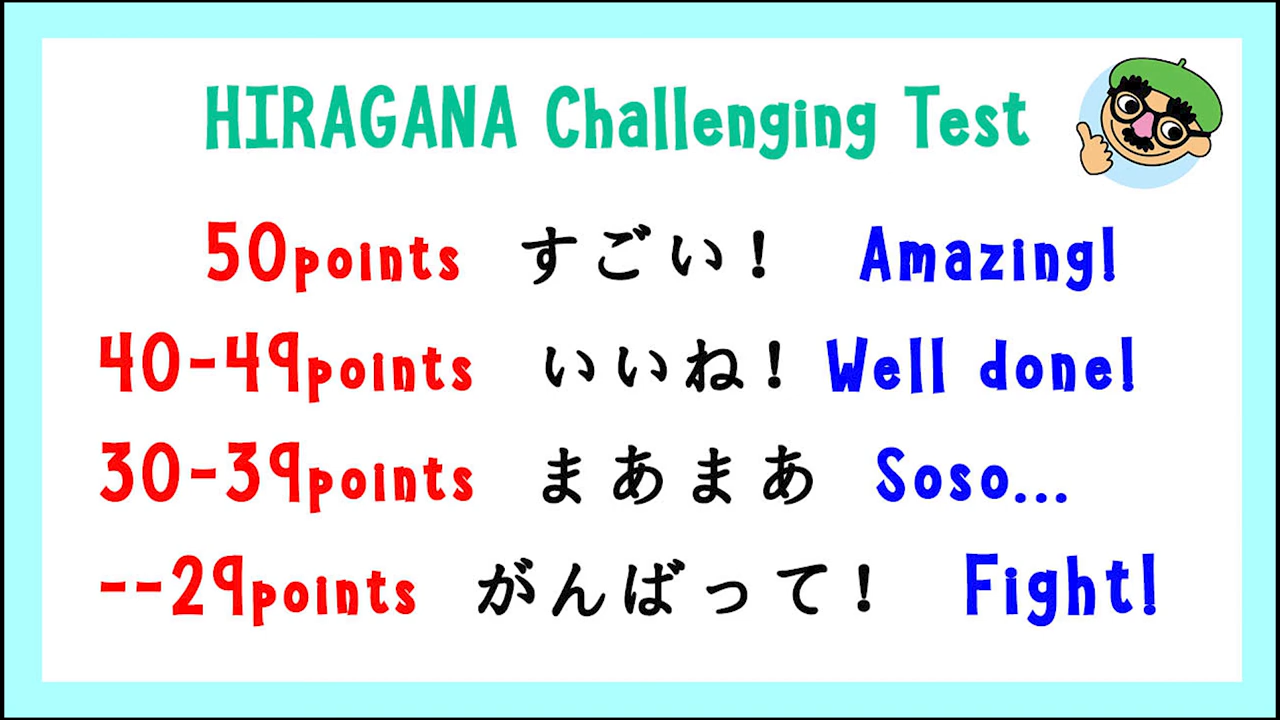 HIRAGANA Challenging Test
50points すごい! Amazing!
40-49points いいね! Well done!
30-39points まあまあ Soso...
--29points がんばって! Fight!